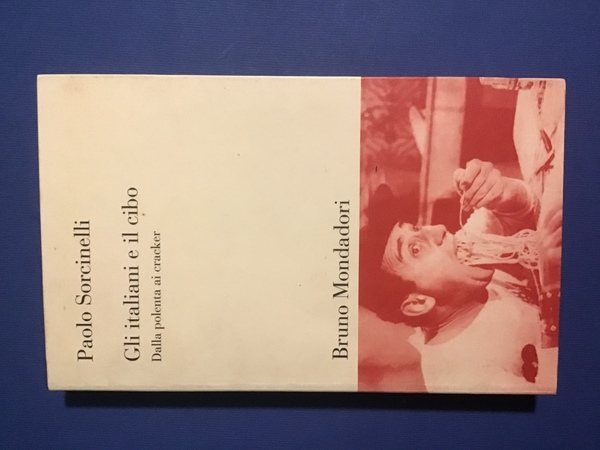 Paolo Sorcinelli
Gli italiani e il cibo
Dalla polenta ai cracker
Bruno Mondadori